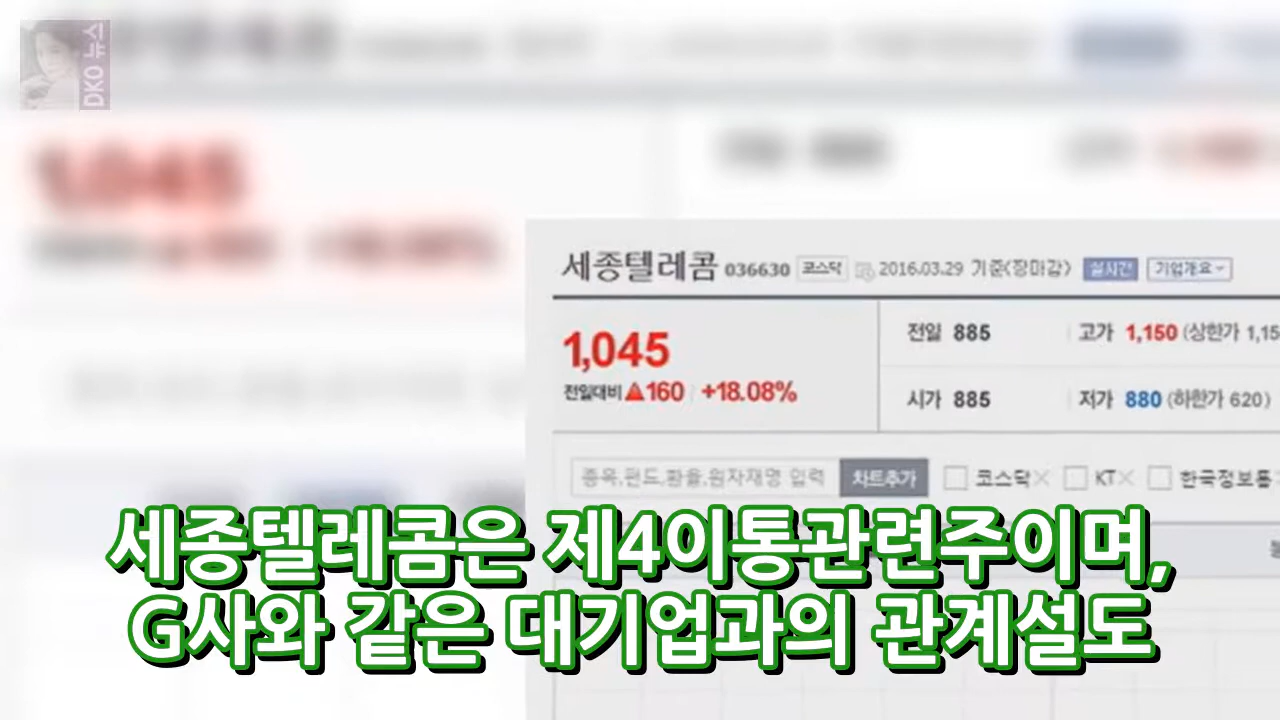 DKO 뉴스
1,045
세종텔레콤 036630 코스닥 2016.03.29 기준(장마감) 실시간 기업개요
1,045
전일대비 ▲160 +18.08%
전일 885 고가 1,150 (상한가 1,15
시가 885 저가 880 (하한가 620)
종목,펀드,환율,원자재명 입력 차트추가 코스닥× KT× 한국정보통
세종텔레콤은 제4이통관련주이며,
G사와 같은 대기업과의 관계설도